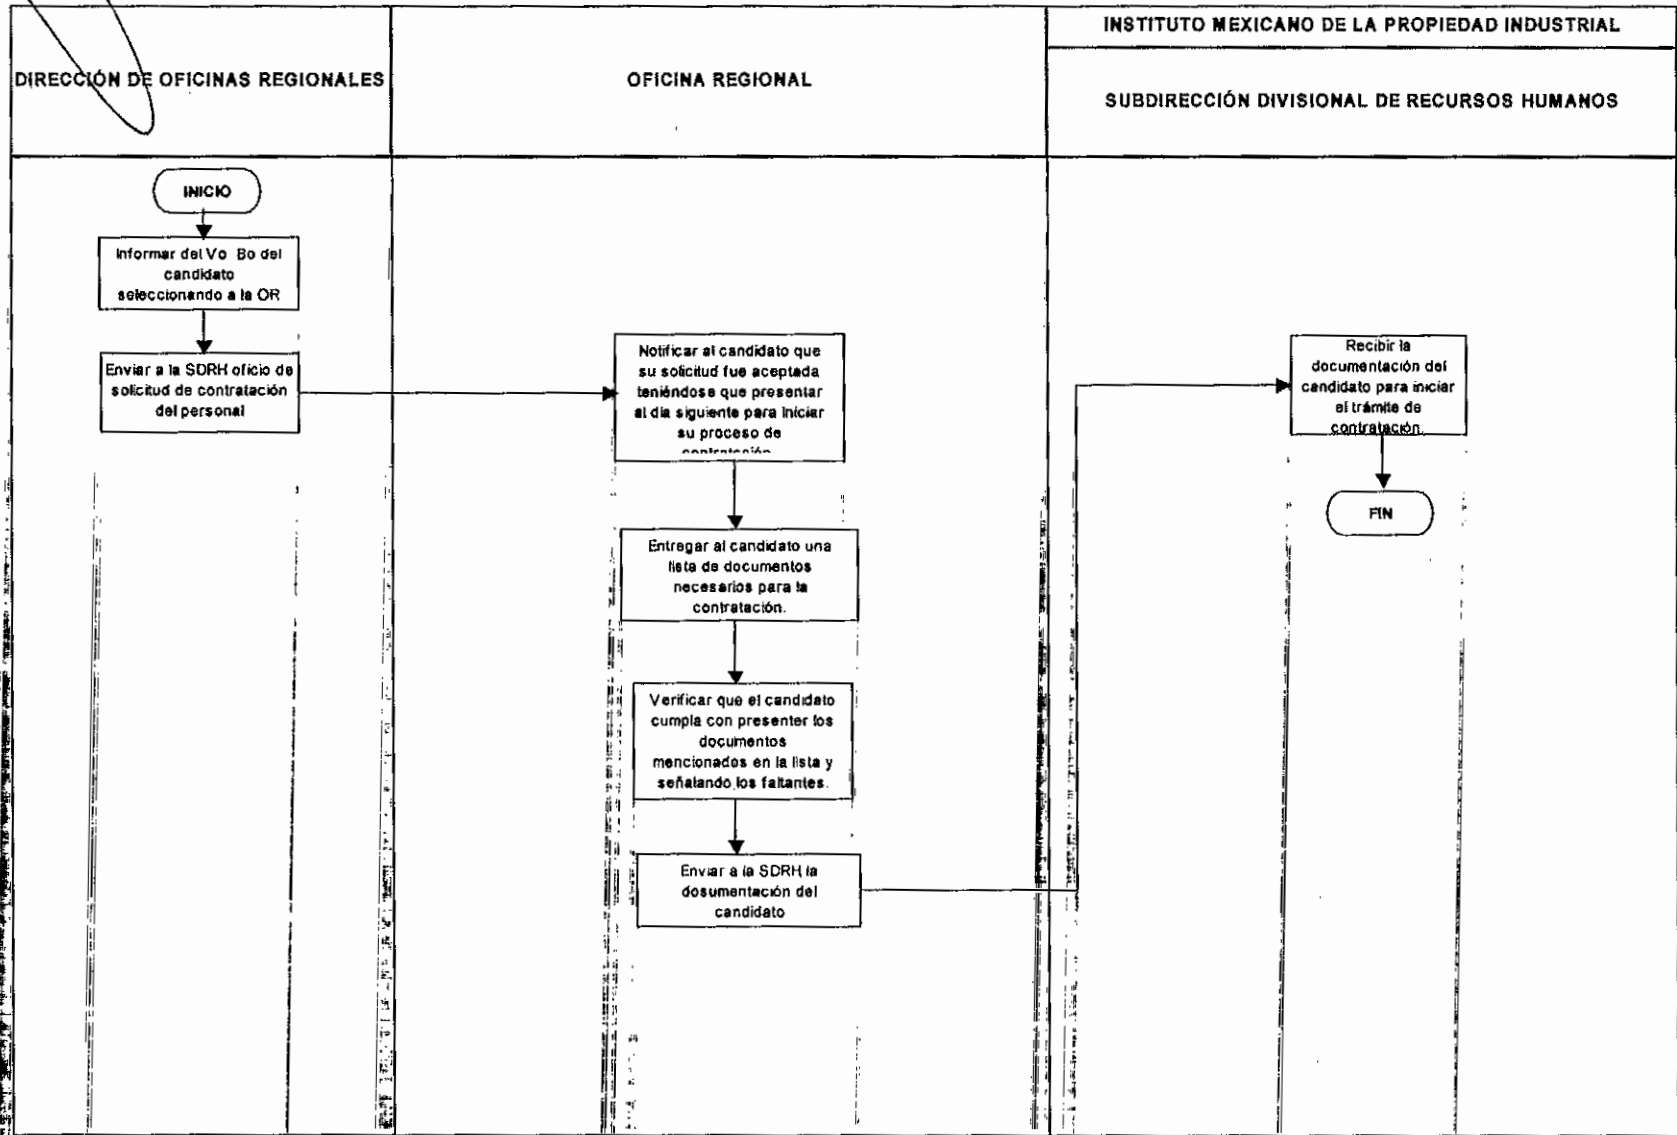 INSTITUTO MEXICANO DE LA PROPIEDAD INDUSTRIAL
DIRECCIÓN DE OFICINAS REGIONALES
OFICINA REGIONAL
SUBDIRECCIÓN DIVISIONAL DE RECURSOS HUMANOS
INICIO
Informar del Vo Bo del
candidato
seleccionando a la OR
Enviar a la SDRH oficio de
solicitud de contratación
del personal
Notificar al candidato que
su solicitud fue aceptada
teniéndose que presentar
al día siguiente para Iniciar
su proceso de
contratación
Entregar al candidato una
lista de documentos
necesarios para la
contratación.
Verificar que el candidato
cumpla con presenter los
documentos
mencionados en la lista y
señalando los faltantes.
Enviar a la SDRH la
dosumentación del
candidato
Recibir la
documentación del
candidato para iniciar
el trámite de
contratación.
FIN